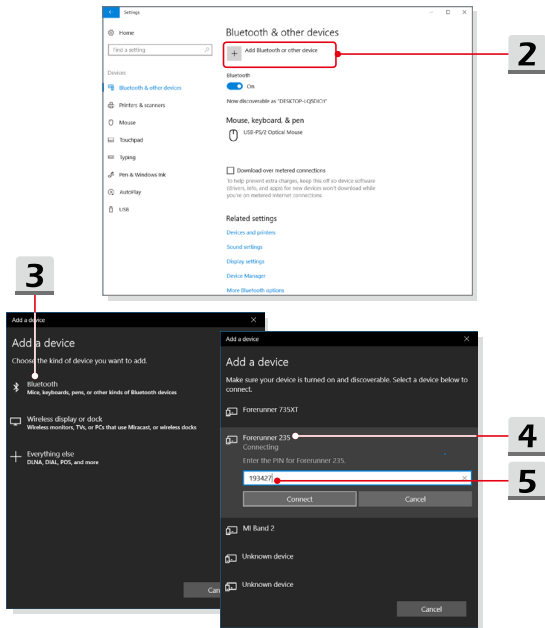 Settings
Home
Find a setting
Devices
Bluetooth & other devices
Printers & scanners
Mouse
Touchpad
Typing
Pen & Windows Ink
AutoPlay
USB
Bluetooth & other devices
Add Bluetooth or other device
Bluetooth
On
Mouse, keyboard, & pen
USB-PS/2 Optical Mouse
Download over metered connections
To help prevent extra charges, keep this off so device software
(drivers, info, and apps) for new devices won't download while
you're on metered Internet connections.
Related settings
Devices and printers
Sound settings
Display settings
Device Manager
More Bluetooth options
2
3
Add a device
Add a device
Choose the kind of device you want to add.
Bluetooth
Mice, keyboards, pens, or other kinds of Bluetooth devices
Wireless display or dock
Wireless monitors, TVs, or PCs that use Miracast, or wireless docks
Everything else
DLNA, DIAL, POS, and more
Can
Add a device
Add a device
Make sure your device is turned on and discoverable. Select a device below to
connect.
Forerunner 735XT
Forerunner 235
Connecting
Enter the PIN for Forerunner 235.
193427
Connect
Cancel
MI Band 2
Unknown device
Unknown device
Cancel
4
5